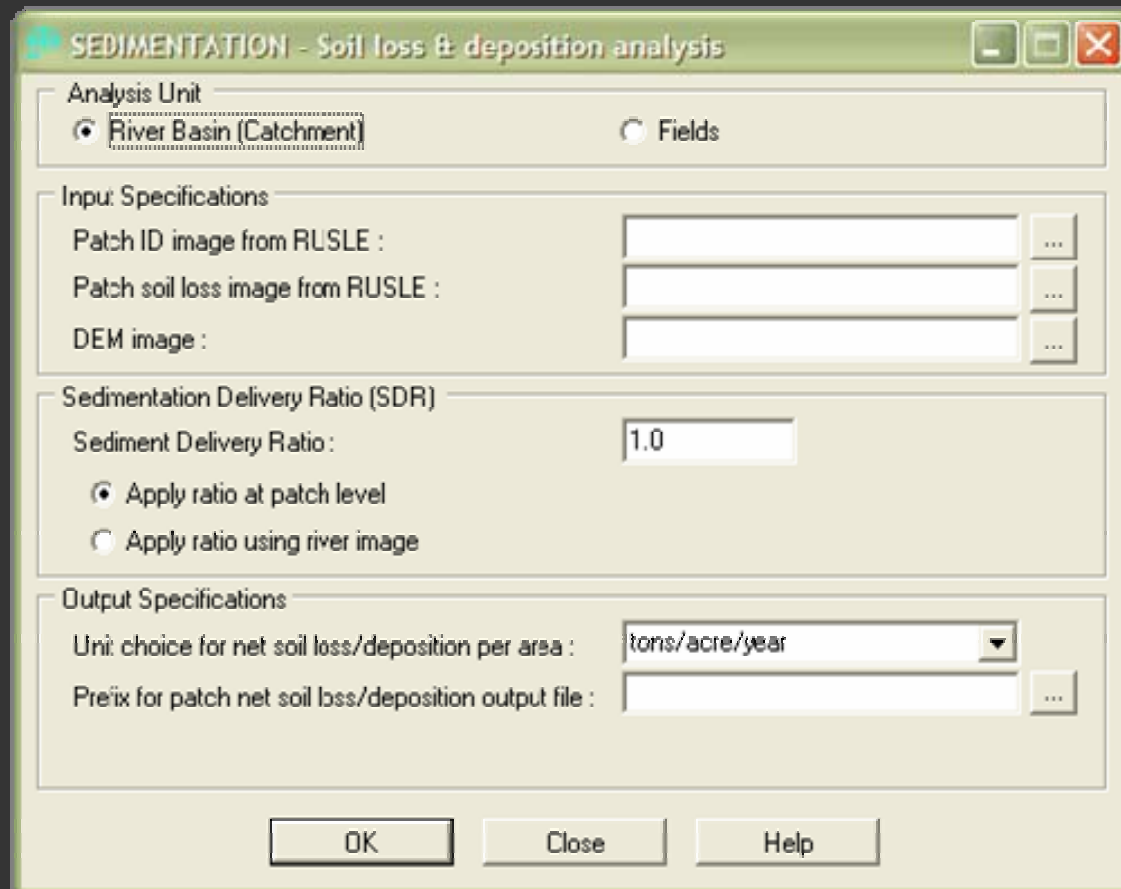 SEDIMENTATION - Soil loss & deposition analysis
Analysis Unit
River Basin (Catchment) Fields
Input Specifications
Patch ID image from RUSLE : ...
Patch soil loss image from RUSLE : ...
DEM image : ...
Sedimentation Delivery Ratio (SDR)
Sediment Delivery Ratio : 1.0
Apply ratio at patch level
Apply ratio using river image
Output Specifications
Unit choice for net soil loss/deposition per area : tons/acre/year
Prefix for patch net soil loss/deposition output file : ...
OK Close Help